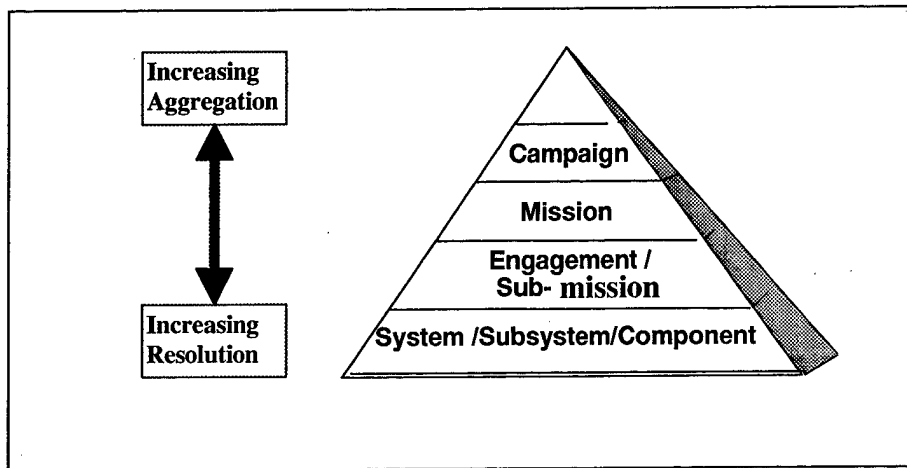 Increasing
Aggregation
Campaign
Mission
Engagement /
Sub- mission
System /Subsystem/Component
Increasing
Resolution